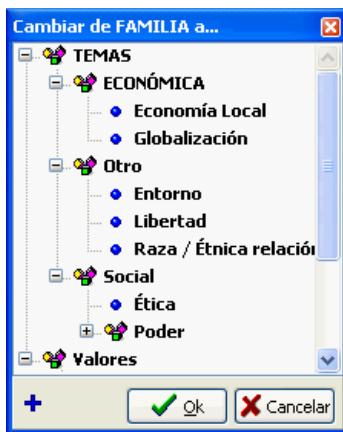 Cambiar de FAMILIA a...
TEMAS
ECONÓMICA
Economía Local
Globalización
Otro
Entorno
Libertad
Raza / Étnica relació
Social
Ética
Poder
Valores
Ok
Cancelar